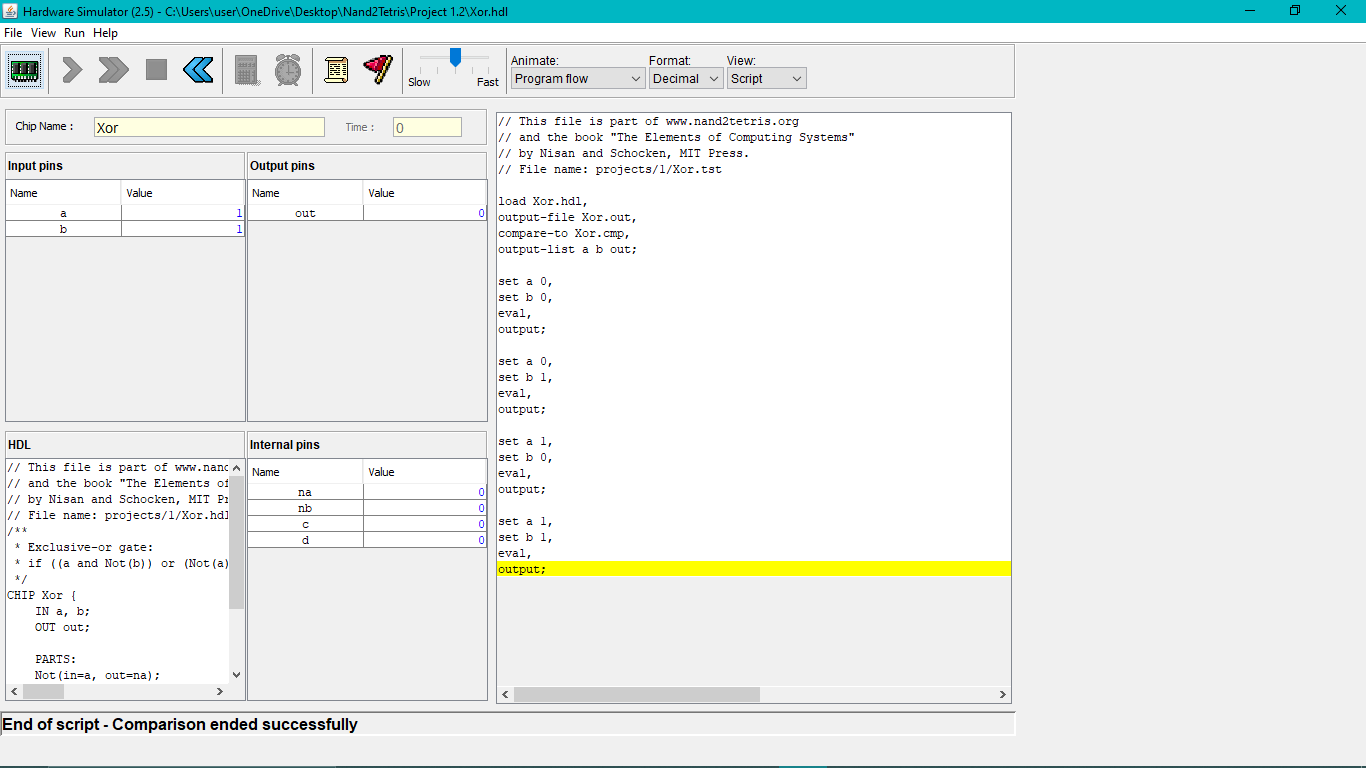 Hardware Simulator (2.5) - C:\Users\user\OneDrive\Desktop\Nand2Tetris\Project 1.2\Xor.hdl
File View Run Help
Slow Fast
Animate: Format: View:
Program flow Decimal Script
Chip Name : Xor Time : 0
Input pins
Name Value
a 1
b 1
Output pins
Name Value
out 0
HDL
// This file is part of www.nand
// and the book "The Elements of
// by Nisan and Schocken, MIT Pr
// File name: projects/1/Xor.hdl
/**
* Exclusive-or gate:
* if ((a and Not(b)) or (Not(a)
*/
CHIP Xor {
IN a, b;
OUT out;
PARTS:
Not(in=a, out=na);
Internal pins
Name Value
na 0
nb 0
c 0
d 0
// This file is part of www.nand2tetris.org
// and the book "The Elements of Computing Systems"
// by Nisan and Schocken, MIT Press.
// File name: projects/1/Xor.tst
load Xor.hdl,
output-file Xor.out,
compare-to Xor.cmp,
output-list a b out;
set a 0,
set b 0,
eval,
output;
set a 0,
set b 1,
eval,
output;
set a 1,
set b 0,
eval,
output;
set a 1,
set b 1,
eval,
output;
End of script - Comparison ended successfully